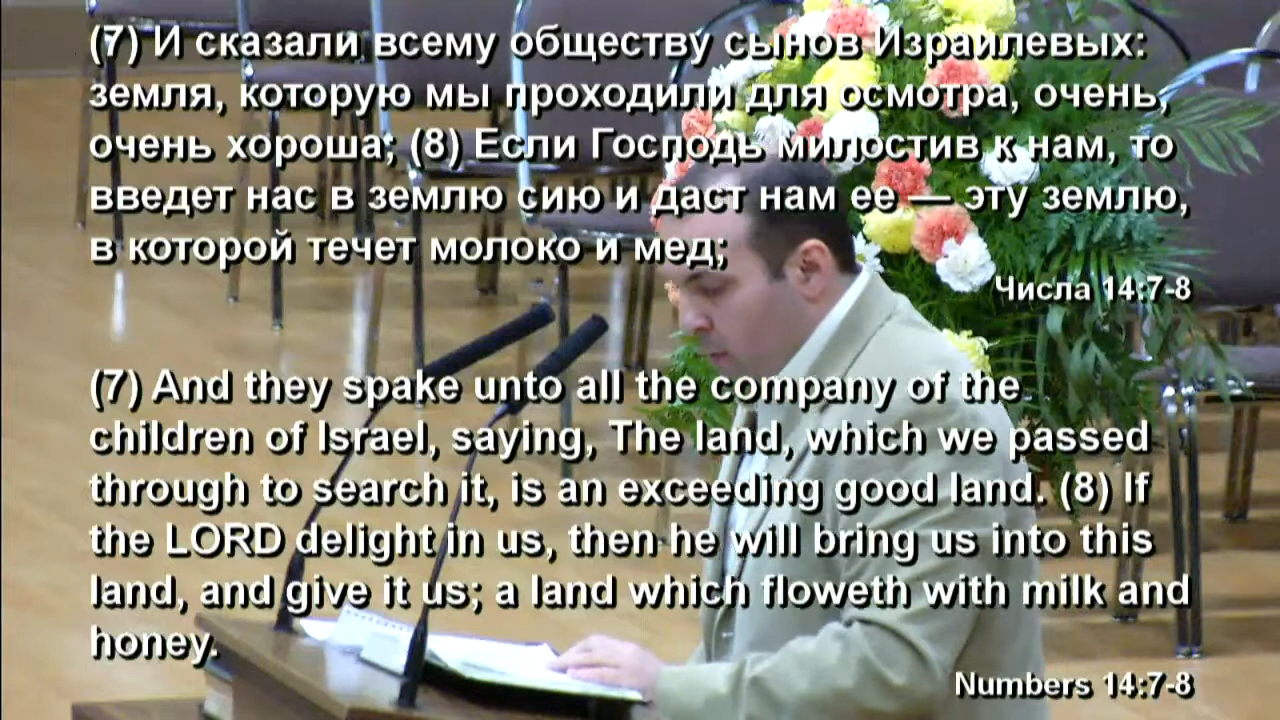 (7) И сказали всему обществу сынов Израилевых:
земля, которую мы проходили для осмотра, очень,
очень хороша; (8) Если Господь милостив к нам, то
введет нас в землю сию и даст нам ее — эту землю,
в которой течет молоко и мед;
Числа 14:7-8
(7) And they spake unto all the company of the
children of Israel, saying, The land, which we passed
through to search it, is an exceeding good land. (8) If
the LORD delight in us, then he will bring us into this
land, and give it us; a land which floweth with milk and
honey.
Numbers 14:7-8